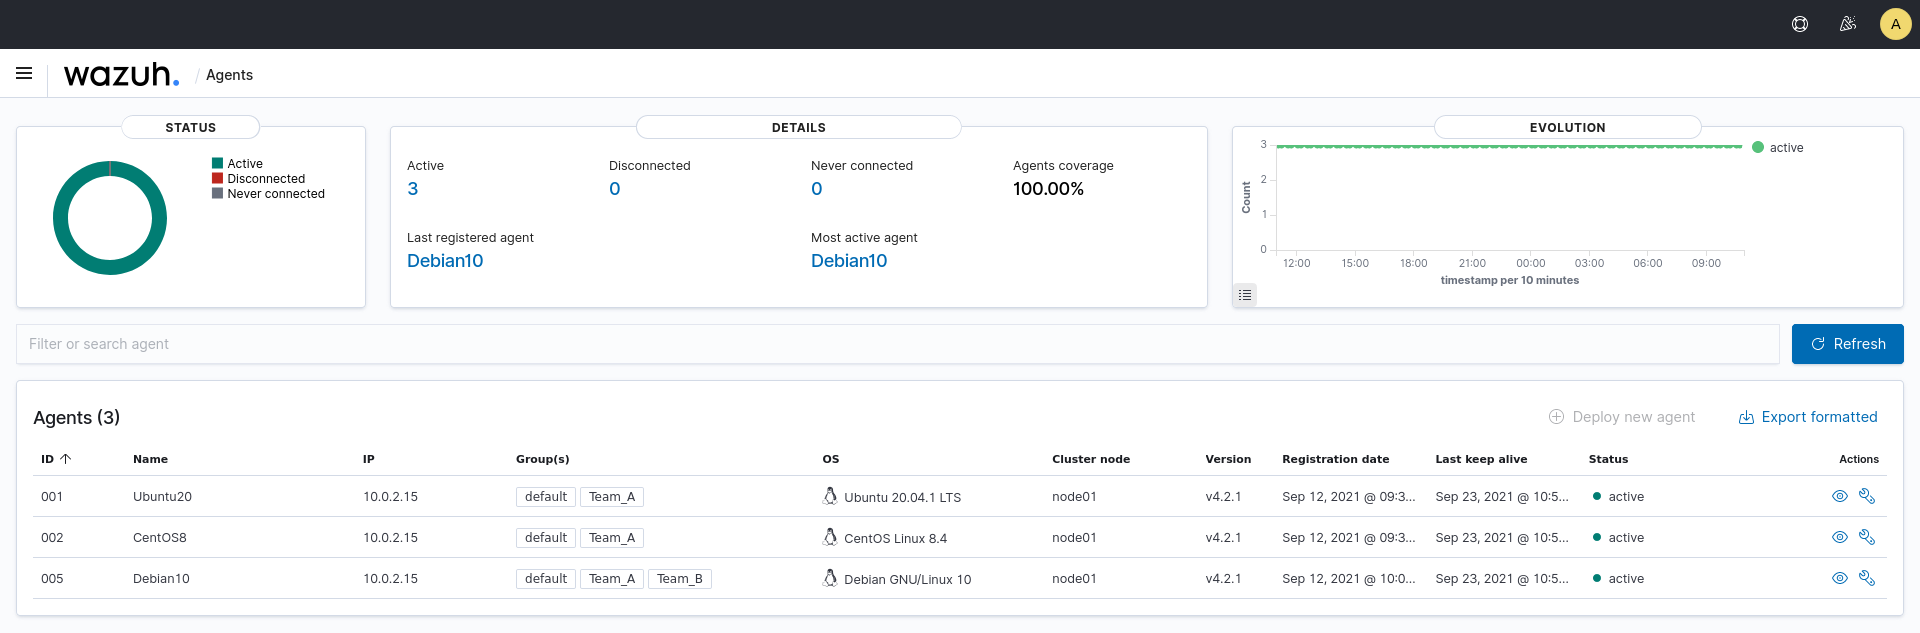 A
wazuh. / Agents
STATUS
Active
Disconnected
Never connected
DETAILS
Active Disconnected Never connected Agents coverage
3 0 0 100.00%
Last registered agent Most active agent
Debian10 Debian10
EVOLUTION
3
2
1
0
Count
12:00 15:00 18:00 21:00 00:00 03:00 06:00 09:00
timestamp per 10 minutes
active
Filter or search agent
Refresh
Agents (3)
Deploy new agent Export formatted
ID Name IP Group(s) OS Cluster node Version Registration date Last keep alive Status Actions
001 Ubuntu20 10.0.2.15 default Team_A Ubuntu 20.04.1 LTS node01 v4.2.1 Sep 12, 2021 @ 09:3... Sep 23, 2021 @ 10:5... active
002 CentOS8 10.0.2.15 default Team_A CentOS Linux 8.4 node01 v4.2.1 Sep 12, 2021 @ 09:3... Sep 23, 2021 @ 10:5... active
005 Debian10 10.0.2.15 default Team_A Team_B Debian GNU/Linux 10 node01 v4.2.1 Sep 12, 2021 @ 10:0... Sep 23, 2021 @ 10:5... active